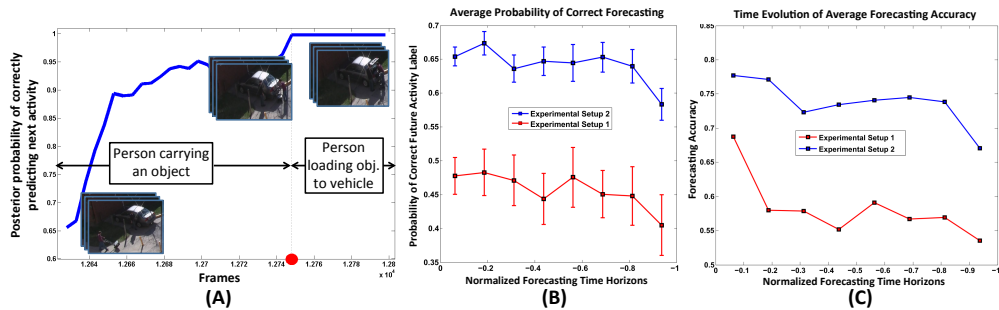 Posterior probability of correctly
predicting next activity
1
0.95
0.9
0.85
0.8
0.75
0.7
0.65
0.6
Person carrying
an object
Person
loading obj.
to vehicle
1.264 1.266 1.268 1.27 1.272 1.274 1.276 1.278 1.28
x 10⁴
Frames
(A)
Average Probability of Correct Forecasting
Probability of Correct Future Activity Label
0.7
0.65
0.6
0.55
0.5
0.45
0.4
0.35
Experimental Setup 2
Experimental Setup 1
0 −0.2 −0.4 −0.6 −0.8 −1
Normalized Forecasting Time Horizons
(B)
Time Evolution of Average Forecasting Accuracy
Forecasting Accuracy
0.85
0.8
0.75
0.7
0.65
0.6
0.55
0.5
Experimental Setup 1
Experimental Setup 2
0 −0.1 −0.2 −0.3 −0.4 −0.5 −0.6 −0.7 −0.8 −0.9 −1
Normalized Forecasting Time Horizons
(C)